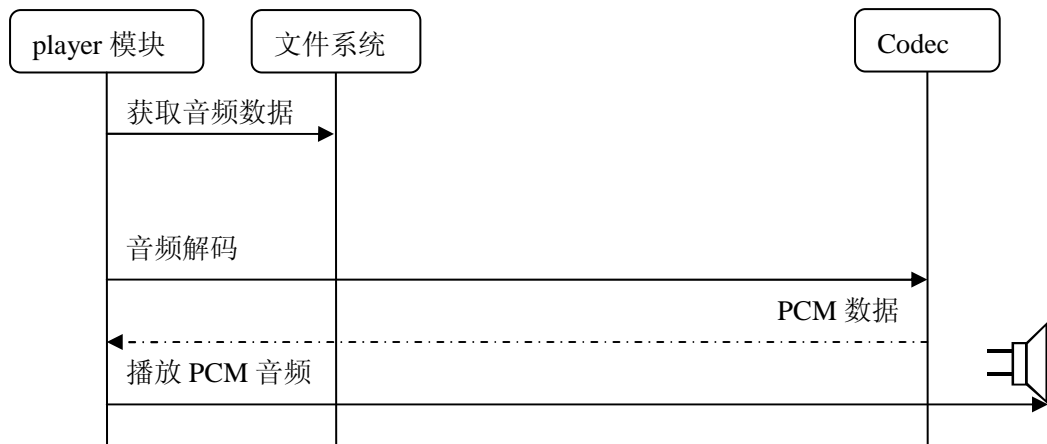 player 模块
文件系统
Codec
获取音频数据
音频解码
PCM 数据
播放 PCM 音频